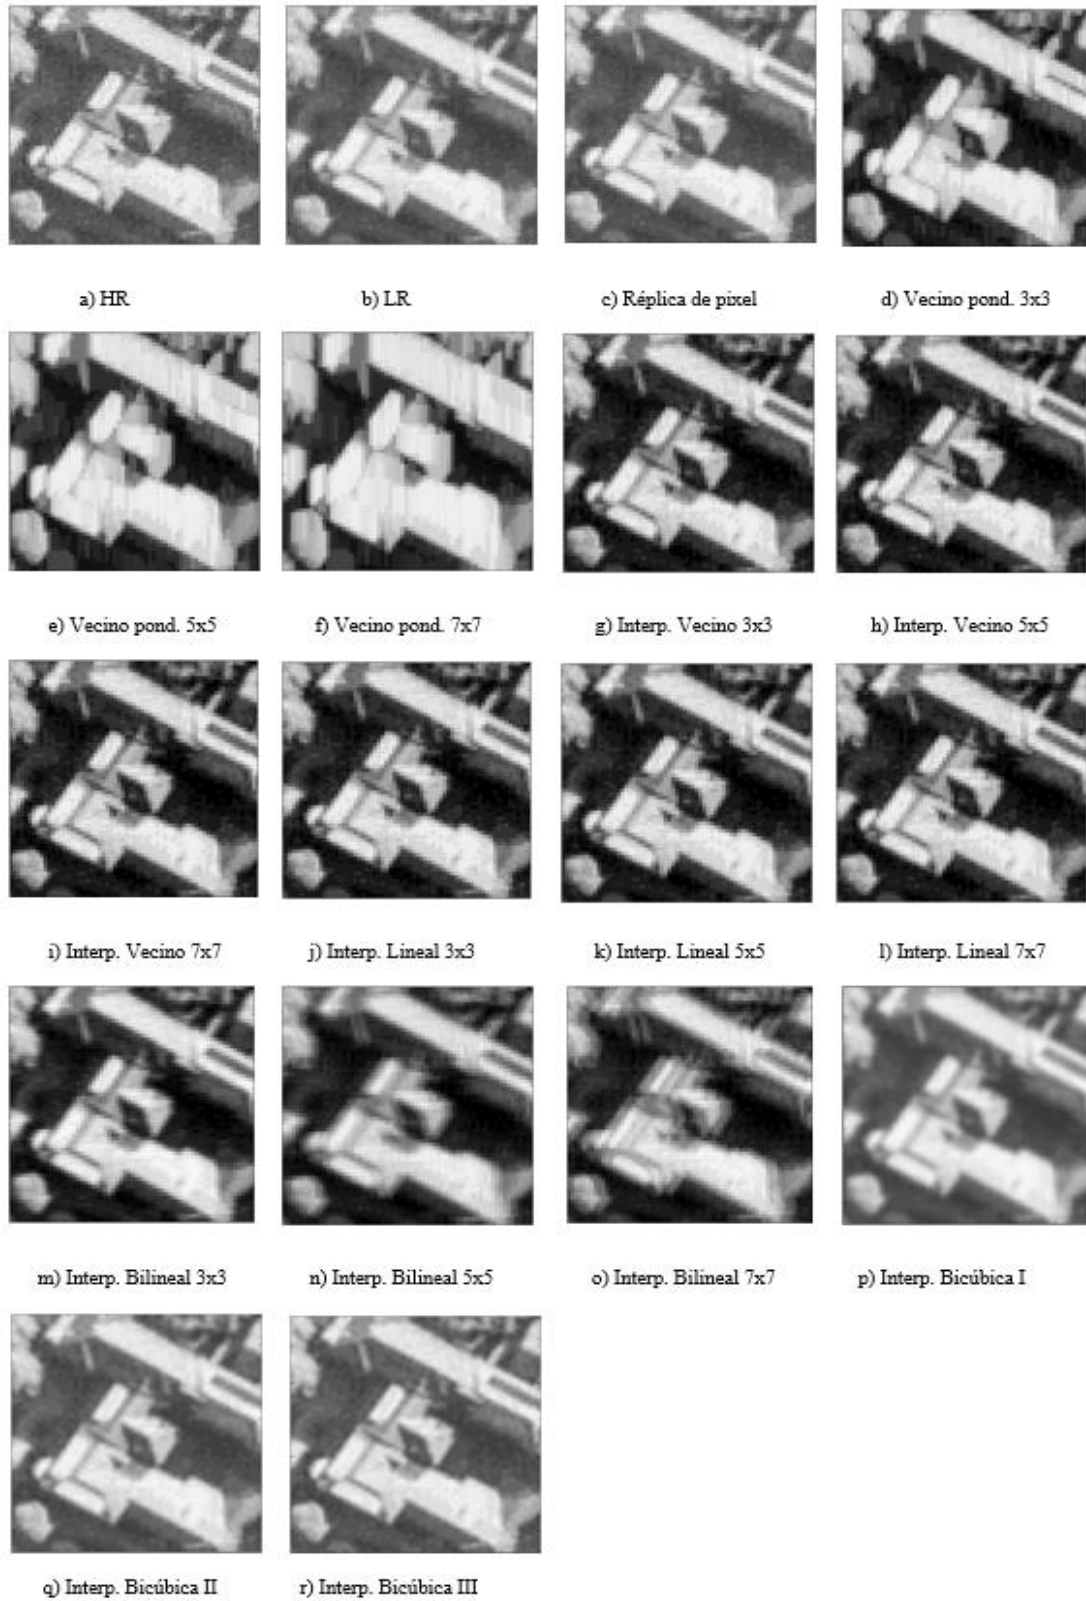 a) HR
b) LR
c) Réplica de pixel
d) Vecino pond. 3x3
e) Vecino pond. 5x5
f) Vecino pond. 7x7
g) Interp. Vecino 3x3
h) Interp. Vecino 5x5
i) Interp. Vecino 7x7
j) Interp. Lineal 3x3
k) Interp. Lineal 5x5
l) Interp. Lineal 7x7
m) Interp. Bilineal 3x3
n) Interp. Bilineal 5x5
o) Interp. Bilineal 7x7
p) Interp. Bicúbica I
q) Interp. Bicúbica II
r) Interp. Bicúbica III